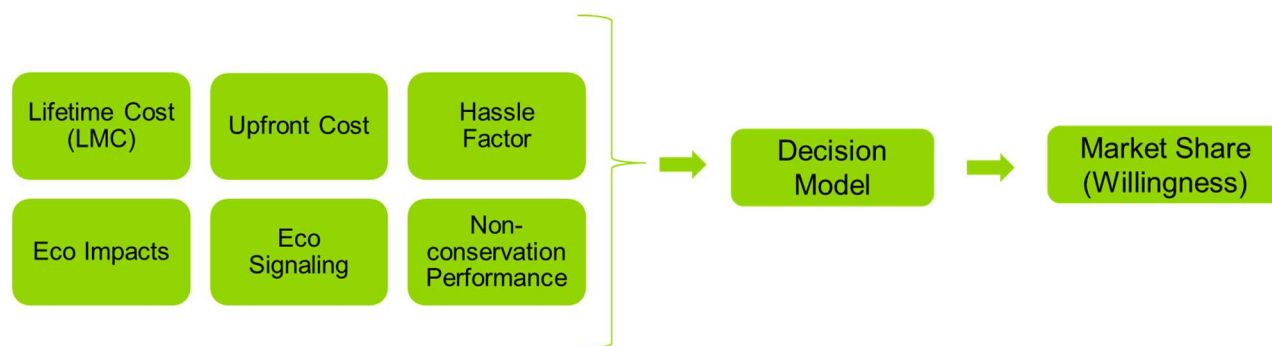 Lifetime Cost
(LMC)
Upfront Cost
Hassle
Factor
Eco Impacts
Eco
Signaling
Non-
conservation
Performance
Decision
Model
Market Share
(Willingness)